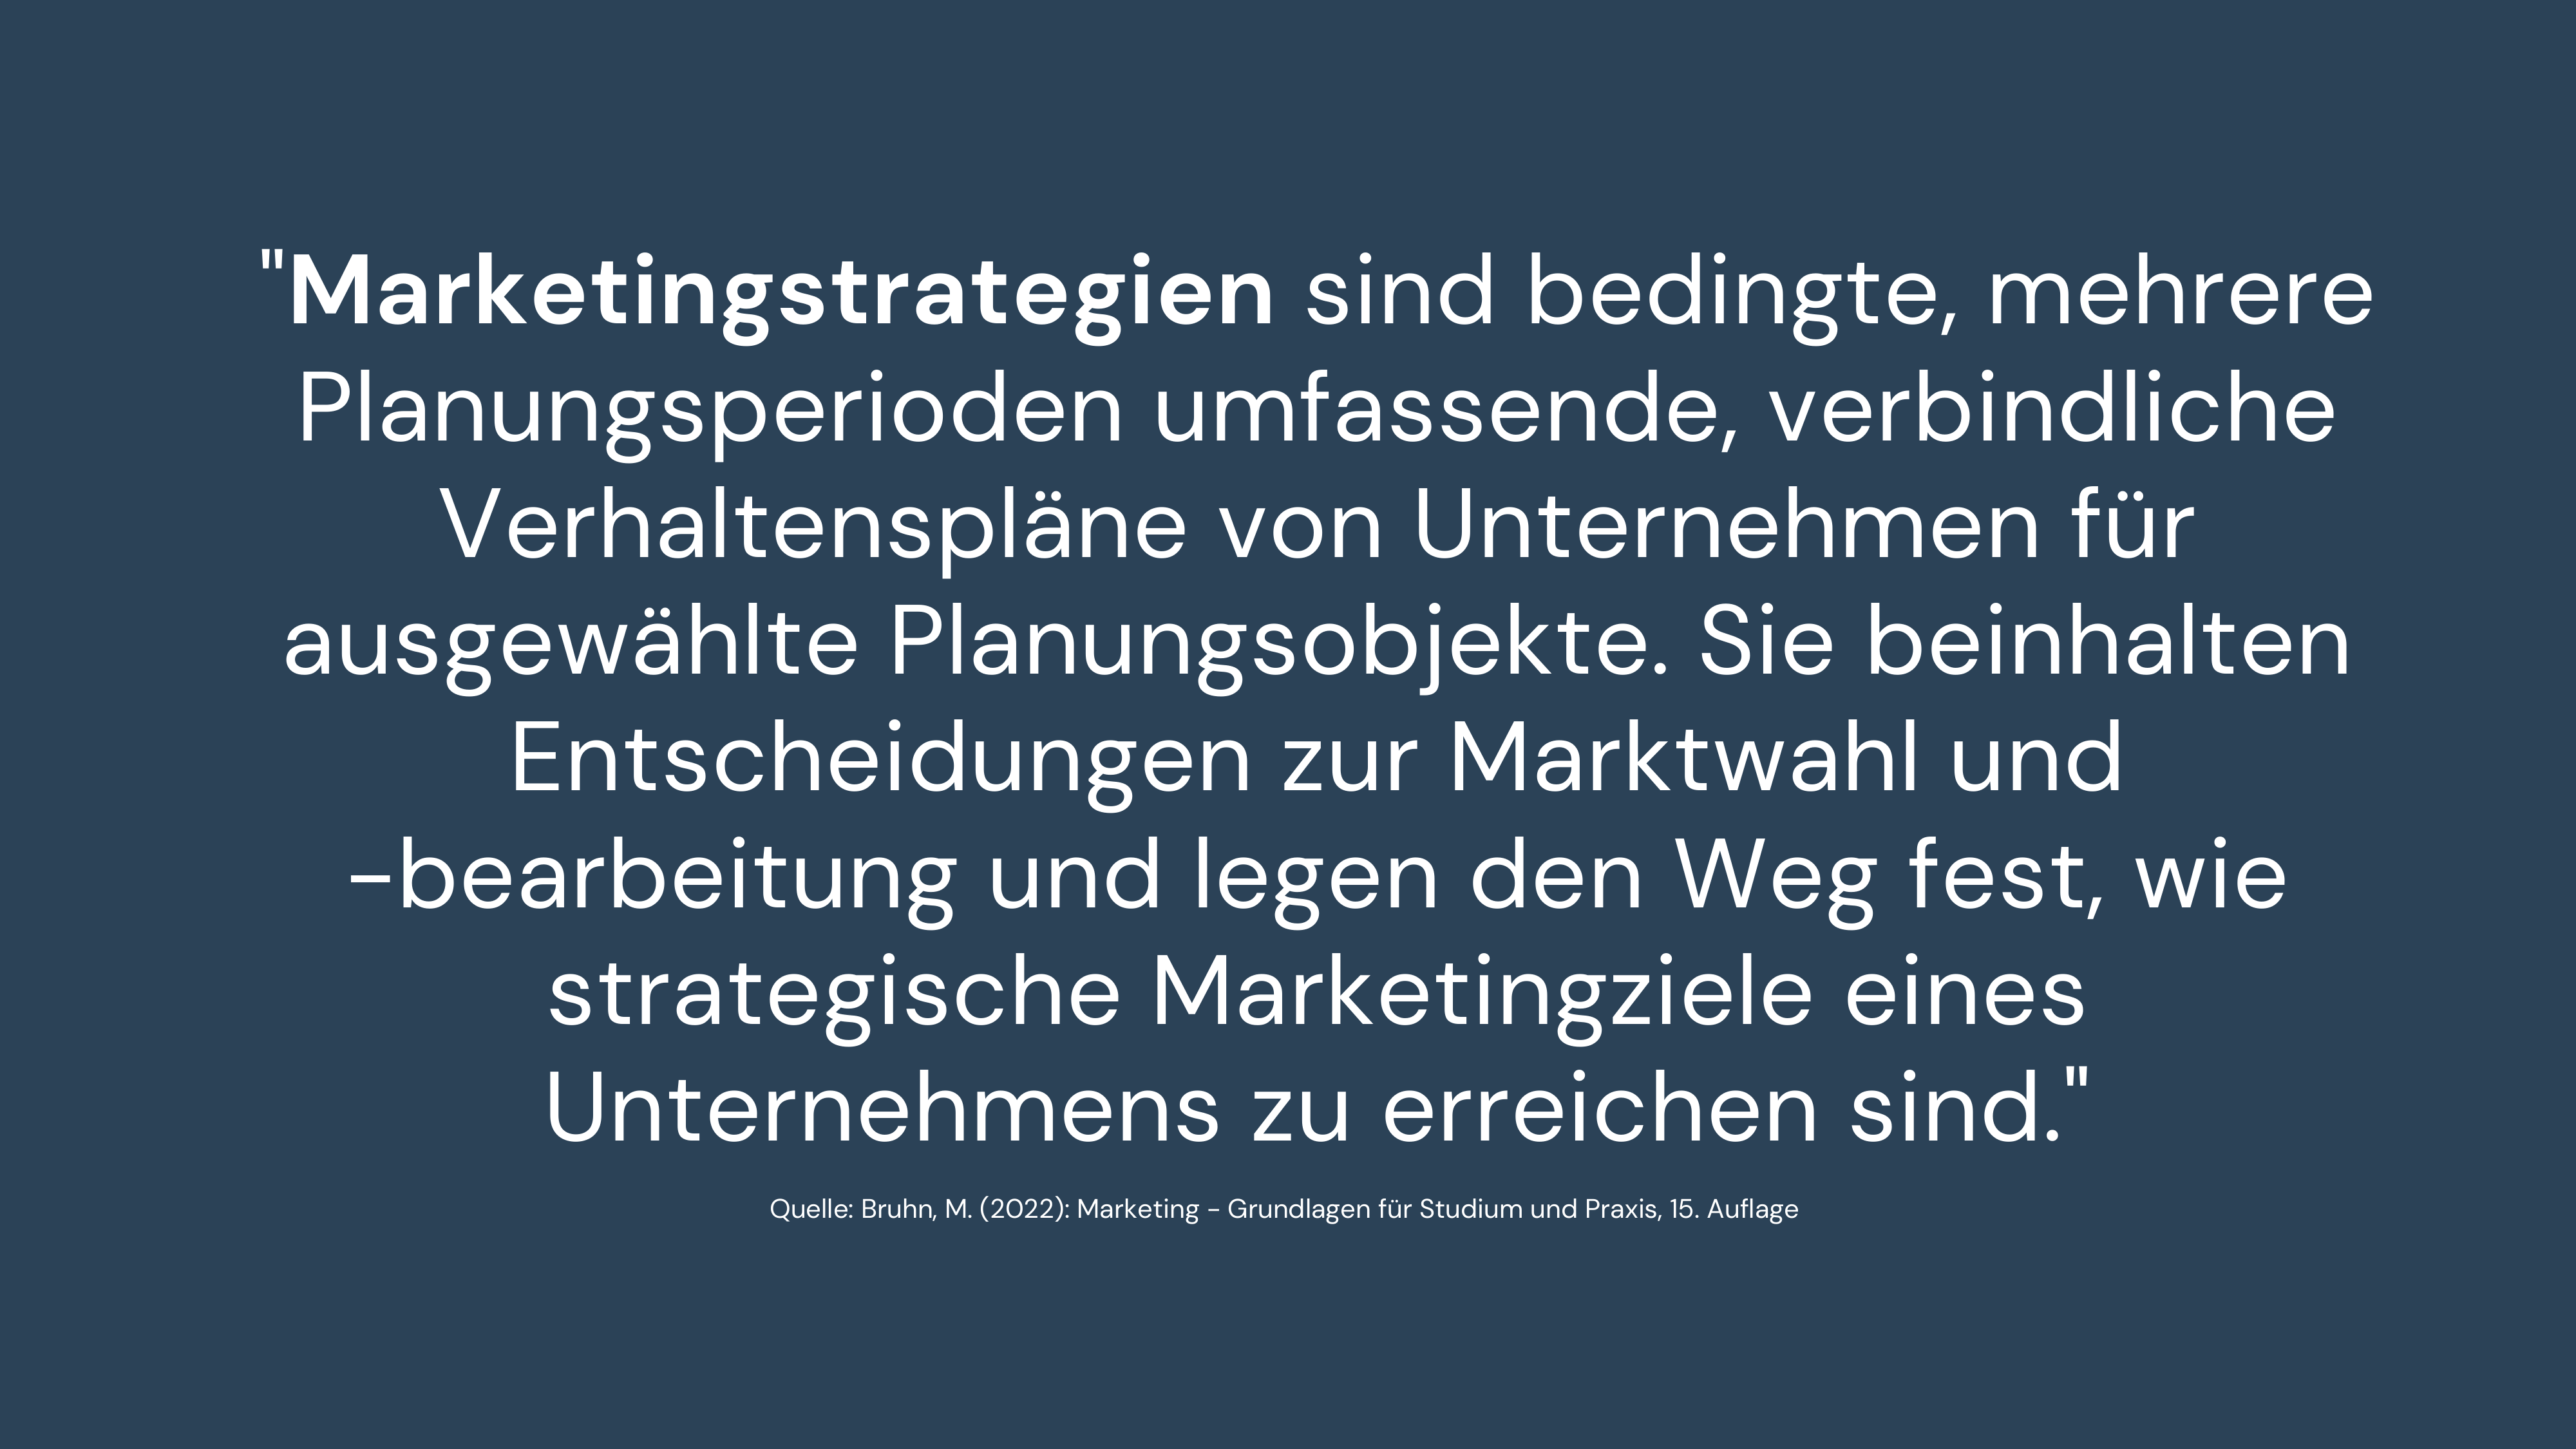 "Marketingstrategien sind bedingte, mehrere
Planungsperioden umfassende, verbindliche
Verhaltenspläne von Unternehmen für
ausgewählte Planungsobjekte. Sie beinhalten
Entscheidungen zur Marktwahl und
-bearbeitung und legen den Weg fest, wie
strategische Marketingziele eines
Unternehmens zu erreichen sind."
Quelle: Bruhn, M. (2022): Marketing - Grundlagen für Studium und Praxis, 15. Auflage